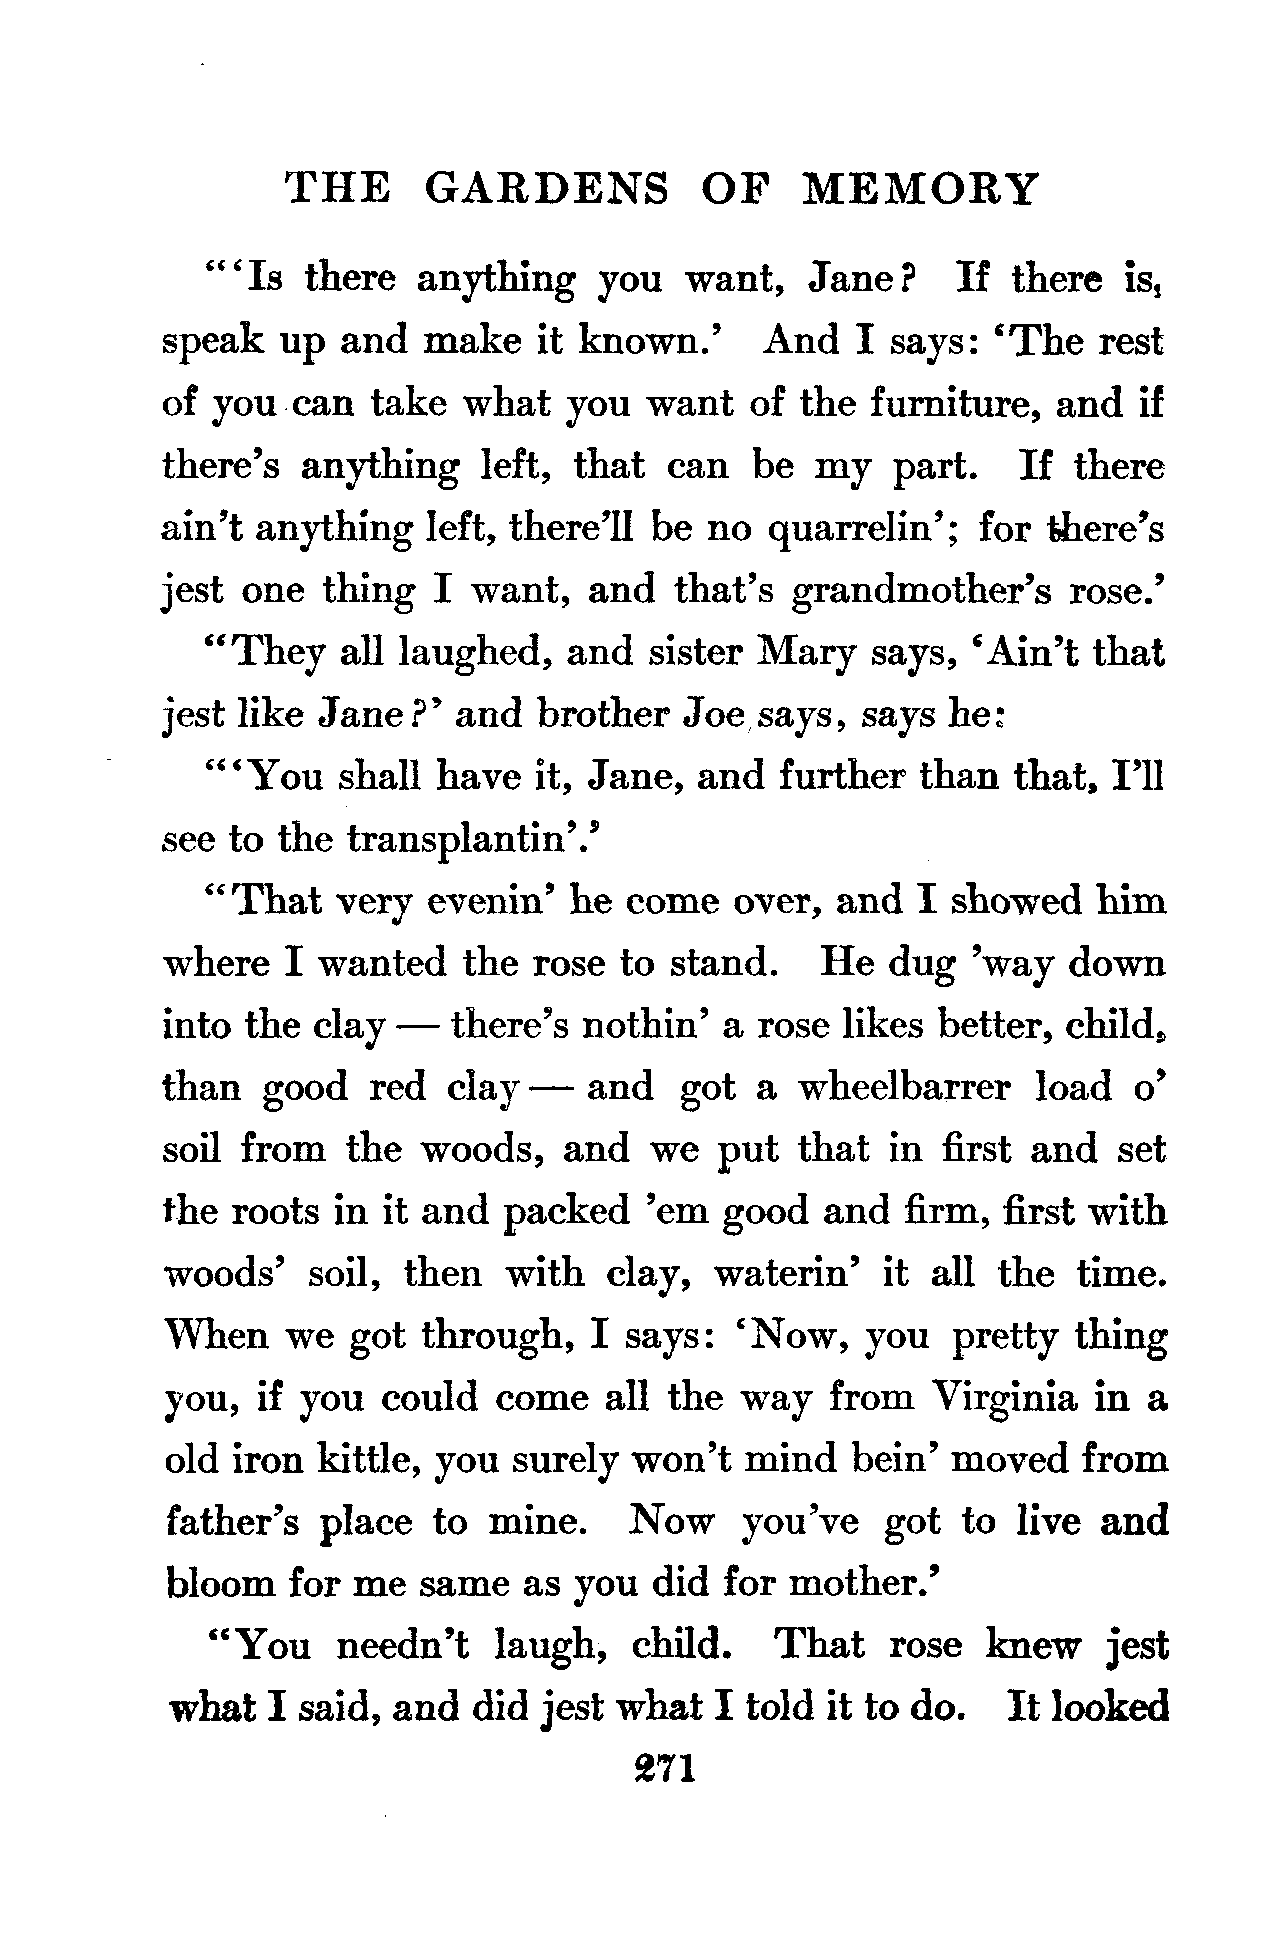 THE GARDENS OF MEMORY
"'Is there anything you want, Jane? If there is,
speak up and make it known.' And I says: 'The rest
of you can take what you want of the furniture, and if
there's anything left, that can be my part. If there
ain't anything left, there'll be no quarrelin'; for there's
jest one thing I want, and that's grandmother's rose.'
"They all laughed, and sister Mary says, 'Ain't that
jest like Jane?' and brother Joe says, says he:
"'You shall have it, Jane, and further than that, I'll
see to the transplantin'.'
"That very evenin' he come over, and I showed him
where I wanted the rose to stand. He dug 'way down
into the clay — there's nothin' a rose likes better, child,
than good red clay — and got a wheelbarrer load o'
soil from the woods, and we put that in first and set
the roots in it and packed 'em good and firm, first with
woods' soil, then with clay, waterin' it all the time.
When we got through, I says: 'Now, you pretty thing
you, if you could come all the way from Virginia in a
old iron kittle, you surely won't mind bein' moved from
father's place to mine. Now you've got to live and
bloom for me same as you did for mother.'
"You needn't laugh, child. That rose knew jest
what I said, and did jest what I told it to do. It looked
271